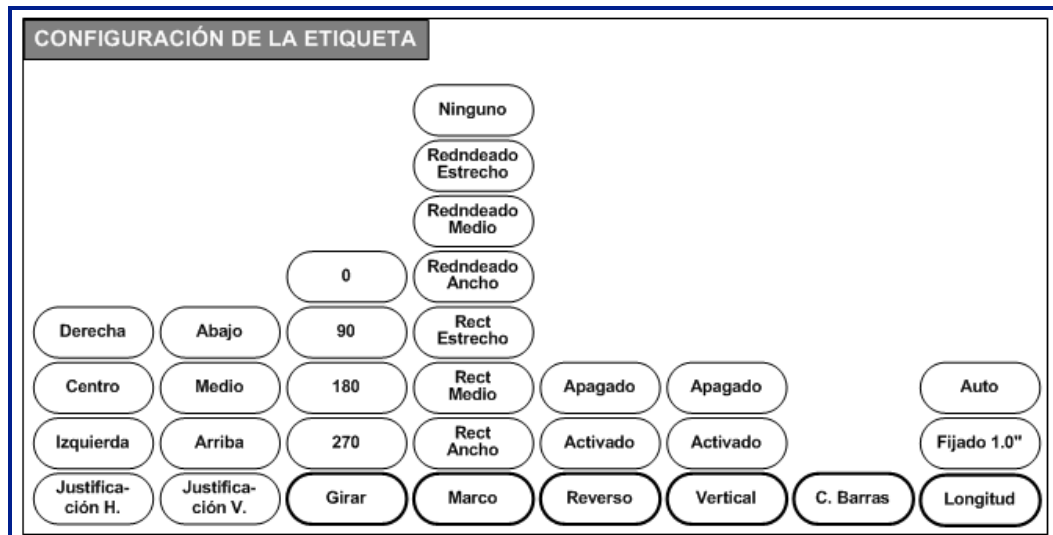 CONFIGURACIÓN DE LA ETIQUETA
Ninguno
Redndeado
Estrecho
Redndeado
Medio
0
Redndeado
Ancho
Derecha
Abajo
90
Rect
Estrecho
Centro
Medio
180
Rect
Medio
Apagado
Apagado
Auto
Izquierda
Arriba
270
Rect
Ancho
Activado
Activado
Fijado 1.0"
Justifica-
ción H.
Justifica-
ción V.
Girar
Marco
Reverso
Vertical
C. Barras
Longitud